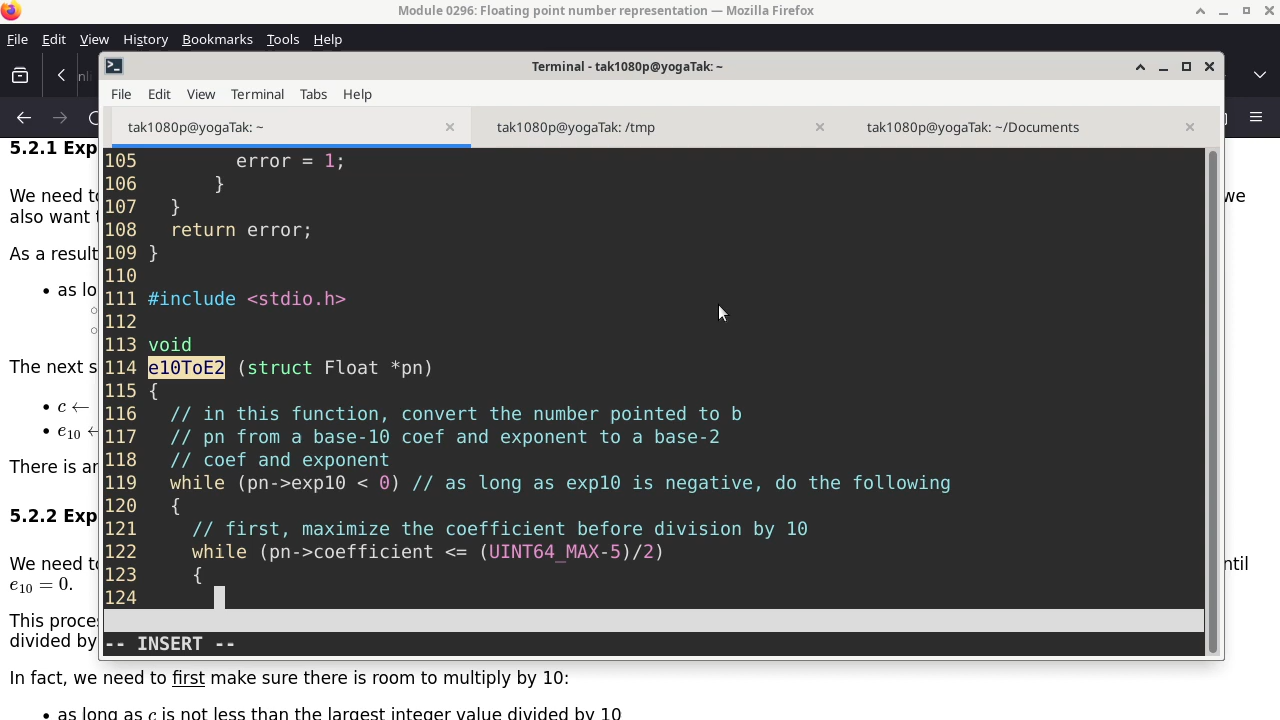 Module 0296: Floating point number representation — Mozilla Firefox
File Edit View History Bookmarks Tools Help
Terminal - tak1080p@yogaTak: ~
File Edit View Terminal Tabs Help
tak1080p@yogaTak: ~
tak1080p@yogaTak: /tmp
tak1080p@yogaTak: ~/Documents
5.2.1 Exp
We need to
we
also want t
As a result
as lo
The next s
c ←
e₁₀ ←
There is an
5.2.2 Exp
We need to
ntil
e₁₀ = 0.
This proce
divided by
105         error = 1;
106       }
107   }
108   return error;
109 }
110
111 #include <stdio.h>
112
113 void
114 e10ToE2 (struct Float *pn)
115 {
116   // in this function, convert the number pointed to b
117   // pn from a base-10 coef and exponent to a base-2
118   // coef and exponent
119   while (pn->exp10 < 0) // as long as exp10 is negative, do the following
120   {
121     // first, maximize the coefficient before division by 10
122     while (pn->coefficient <= (UINT64_MAX-5)/2)
123     {
124
-- INSERT --
In fact, we need to first make sure there is room to multiply by 10:
• as long as c is not less than the largest integer value divided by 10